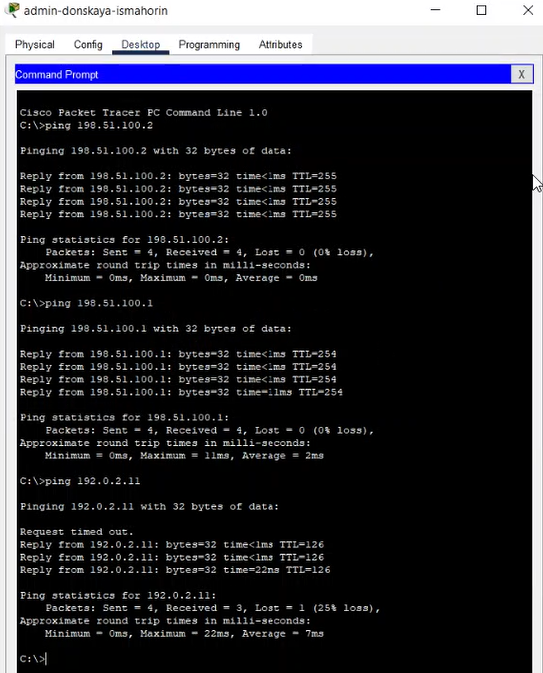 admin-donskaya-ismahorin
Physical Config Desktop Programming Attributes
Command Prompt X
Cisco Packet Tracer PC Command Line 1.0
C:\>ping 198.51.100.2
Pinging 198.51.100.2 with 32 bytes of data:
Reply from 198.51.100.2: bytes=32 time<1ms TTL=255
Reply from 198.51.100.2: bytes=32 time<1ms TTL=255
Reply from 198.51.100.2: bytes=32 time<1ms TTL=255
Reply from 198.51.100.2: bytes=32 time<1ms TTL=255
Ping statistics for 198.51.100.2:
Packets: Sent = 4, Received = 4, Lost = 0 (0% loss),
Approximate round trip times in milli-seconds:
Minimum = 0ms, Maximum = 0ms, Average = 0ms
C:\>ping 198.51.100.1
Pinging 198.51.100.1 with 32 bytes of data:
Reply from 198.51.100.1: bytes=32 time<1ms TTL=254
Reply from 198.51.100.1: bytes=32 time<1ms TTL=254
Reply from 198.51.100.1: bytes=32 time<1ms TTL=254
Reply from 198.51.100.1: bytes=32 time=11ms TTL=254
Ping statistics for 198.51.100.1:
Packets: Sent = 4, Received = 4, Lost = 0 (0% loss),
Approximate round trip times in milli-seconds:
Minimum = 0ms, Maximum = 11ms, Average = 2ms
C:\>ping 192.0.2.11
Pinging 192.0.2.11 with 32 bytes of data:
Request timed out.
Reply from 192.0.2.11: bytes=32 time<1ms TTL=126
Reply from 192.0.2.11: bytes=32 time<1ms TTL=126
Reply from 192.0.2.11: bytes=32 time=22ms TTL=126
Ping statistics for 192.0.2.11:
Packets: Sent = 4, Received = 3, Lost = 1 (25% loss),
Approximate round trip times in milli-seconds:
Minimum = 0ms, Maximum = 22ms, Average = 7ms
C:\>